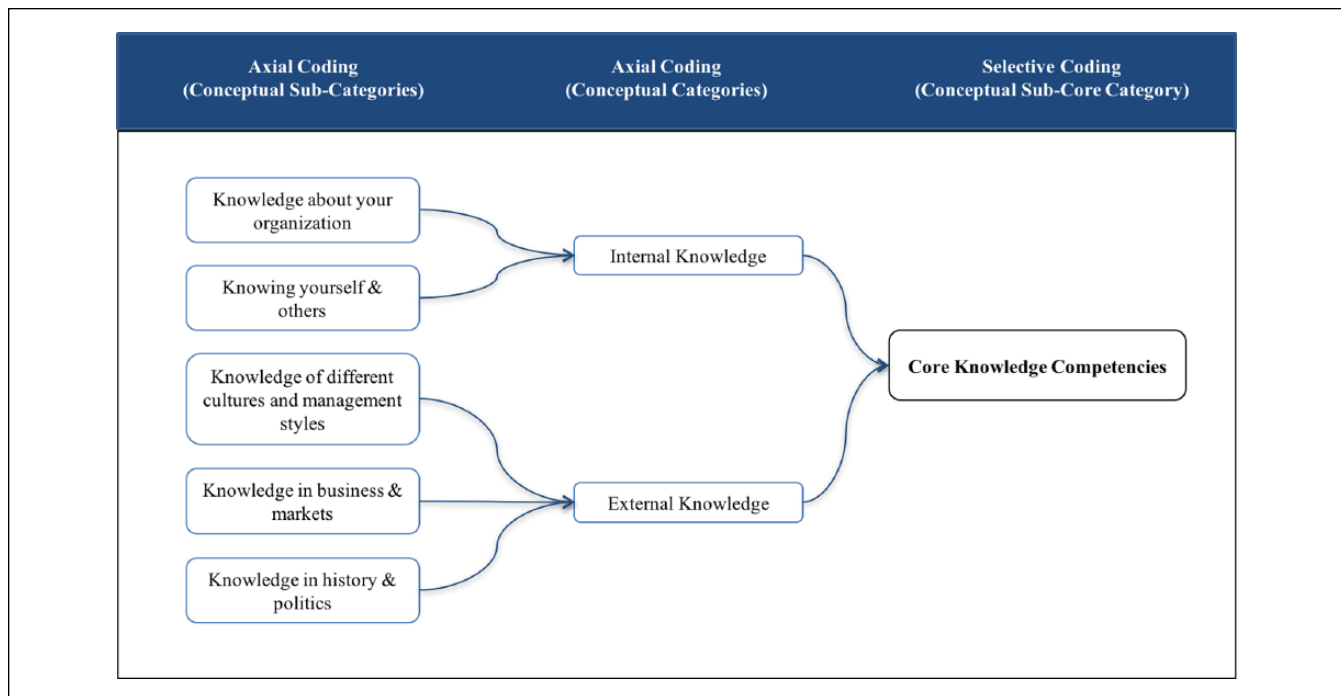 Axial Coding
(Conceptual Sub-Categories)
Axial Coding
(Conceptual Categories)
Selective Coding
(Conceptual Sub-Core Category)
Knowledge about your
organization
Knowing yourself &
others
Knowledge of different
cultures and management
styles
Knowledge in business &
markets
Knowledge in history &
politics
Internal Knowledge
External Knowledge
Core Knowledge Competencies